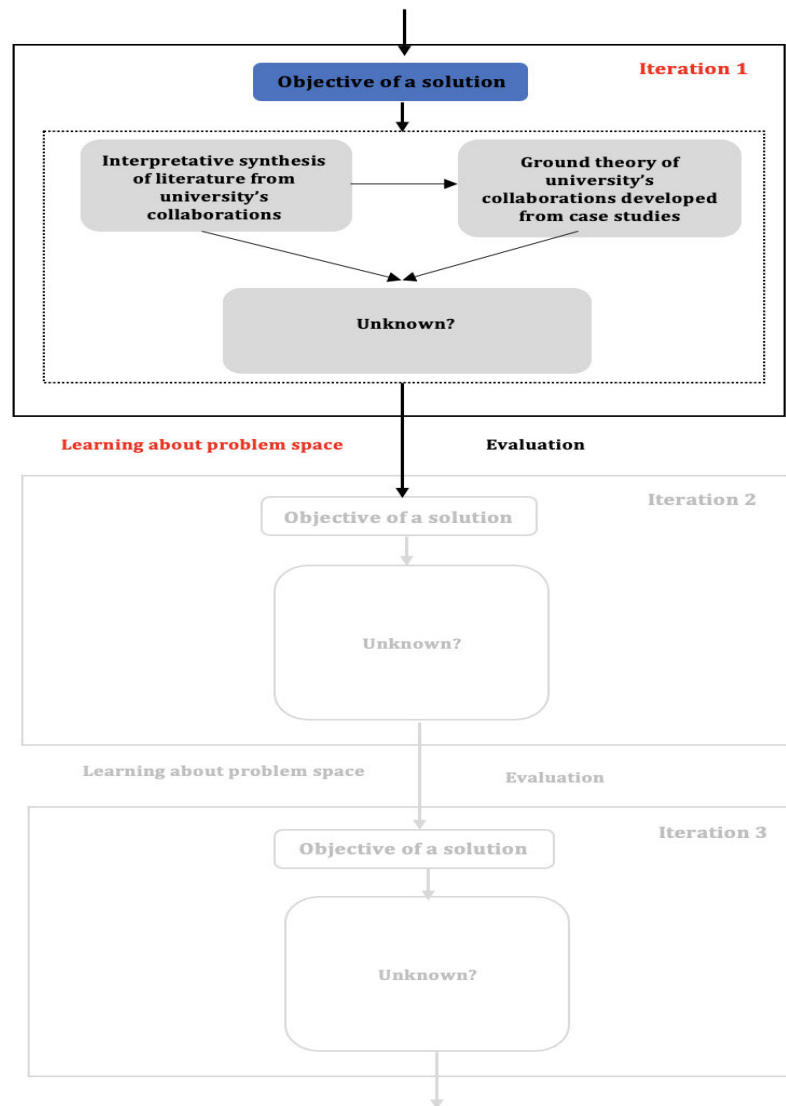 Iteration 1
Objective of a solution
Interpretative synthesis
of literature from
university's
collaborations
Ground theory of
university's
collaborations developed
from case studies
Unknown?
Learning about problem space
Evaluation
Iteration 2
Objective of a solution
Unknown?
Learning about problem space
Evaluation
Iteration 3
Objective of a solution
Unknown?